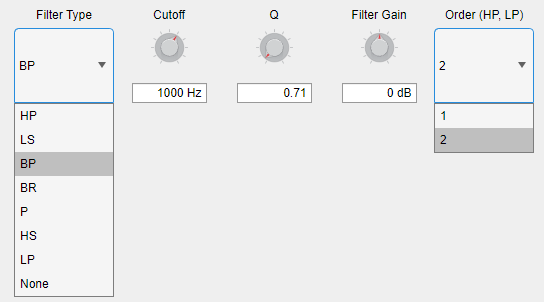 Filter Type Cutoff Q Filter Gain Order (HP, LP)
BP 2
1000 Hz 0.71 0 dB
HP 1
LS 2
BP
BR
P
HS
LP
None